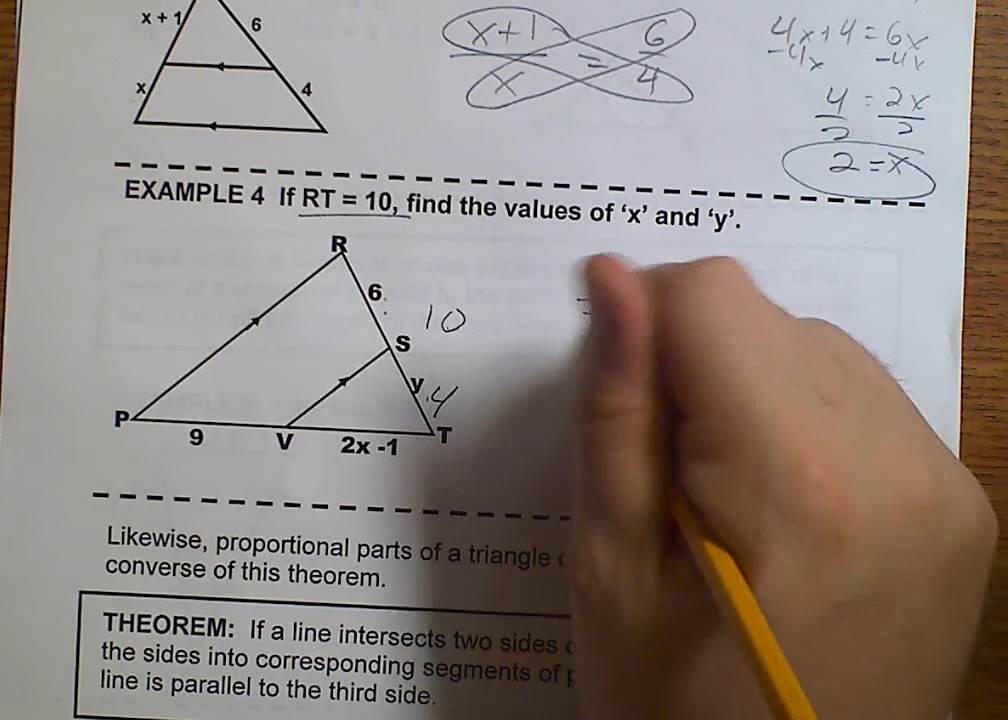 x + 1
6
x
4
x+1 6
=
x 4
4x+4 = 6x
-4x -4x
4 = 2x
2 2
2 = x
EXAMPLE 4 If RT = 10, find the values of ‘x’ and ‘y’.
R
6
10
S
y
4
P
9
V
2x -1
T
Likewise, proportional parts of a triangle
converse of this theorem.
THEOREM: If a line intersects two sides
the sides into corresponding segments of
line is parallel to the third side.